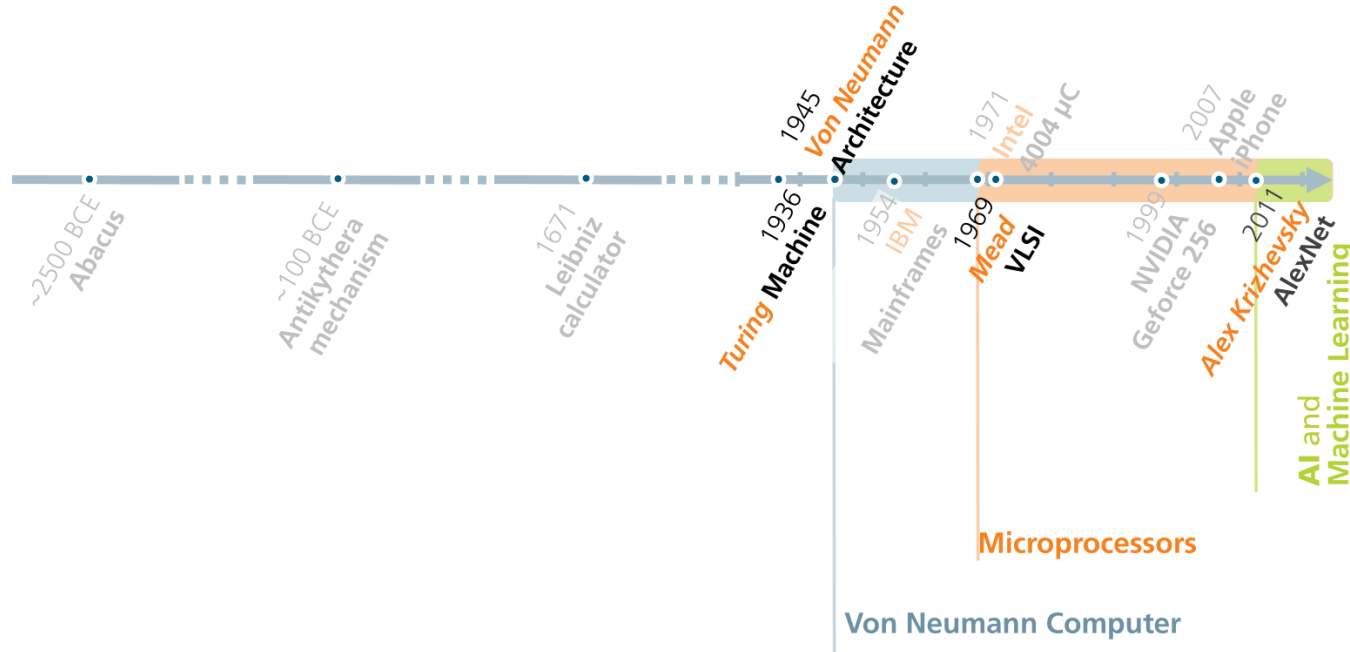 ~2500 BCE
Abacus
~100 BCE
Antikythera
mechanism
1671
Leibniz
calculator
1936
Turing Machine
1945
Von Neumann
Architecture
1954
IBM
Mainframes
1969
Mead
VLSI
1971
Intel
4004 µC
1999
NVIDIA
Geforce 256
2007
Apple
iPhone
2011
Alex Krizhevsky
AlexNet
AI and
Machine Learning
Microprocessors
Von Neumann Computer